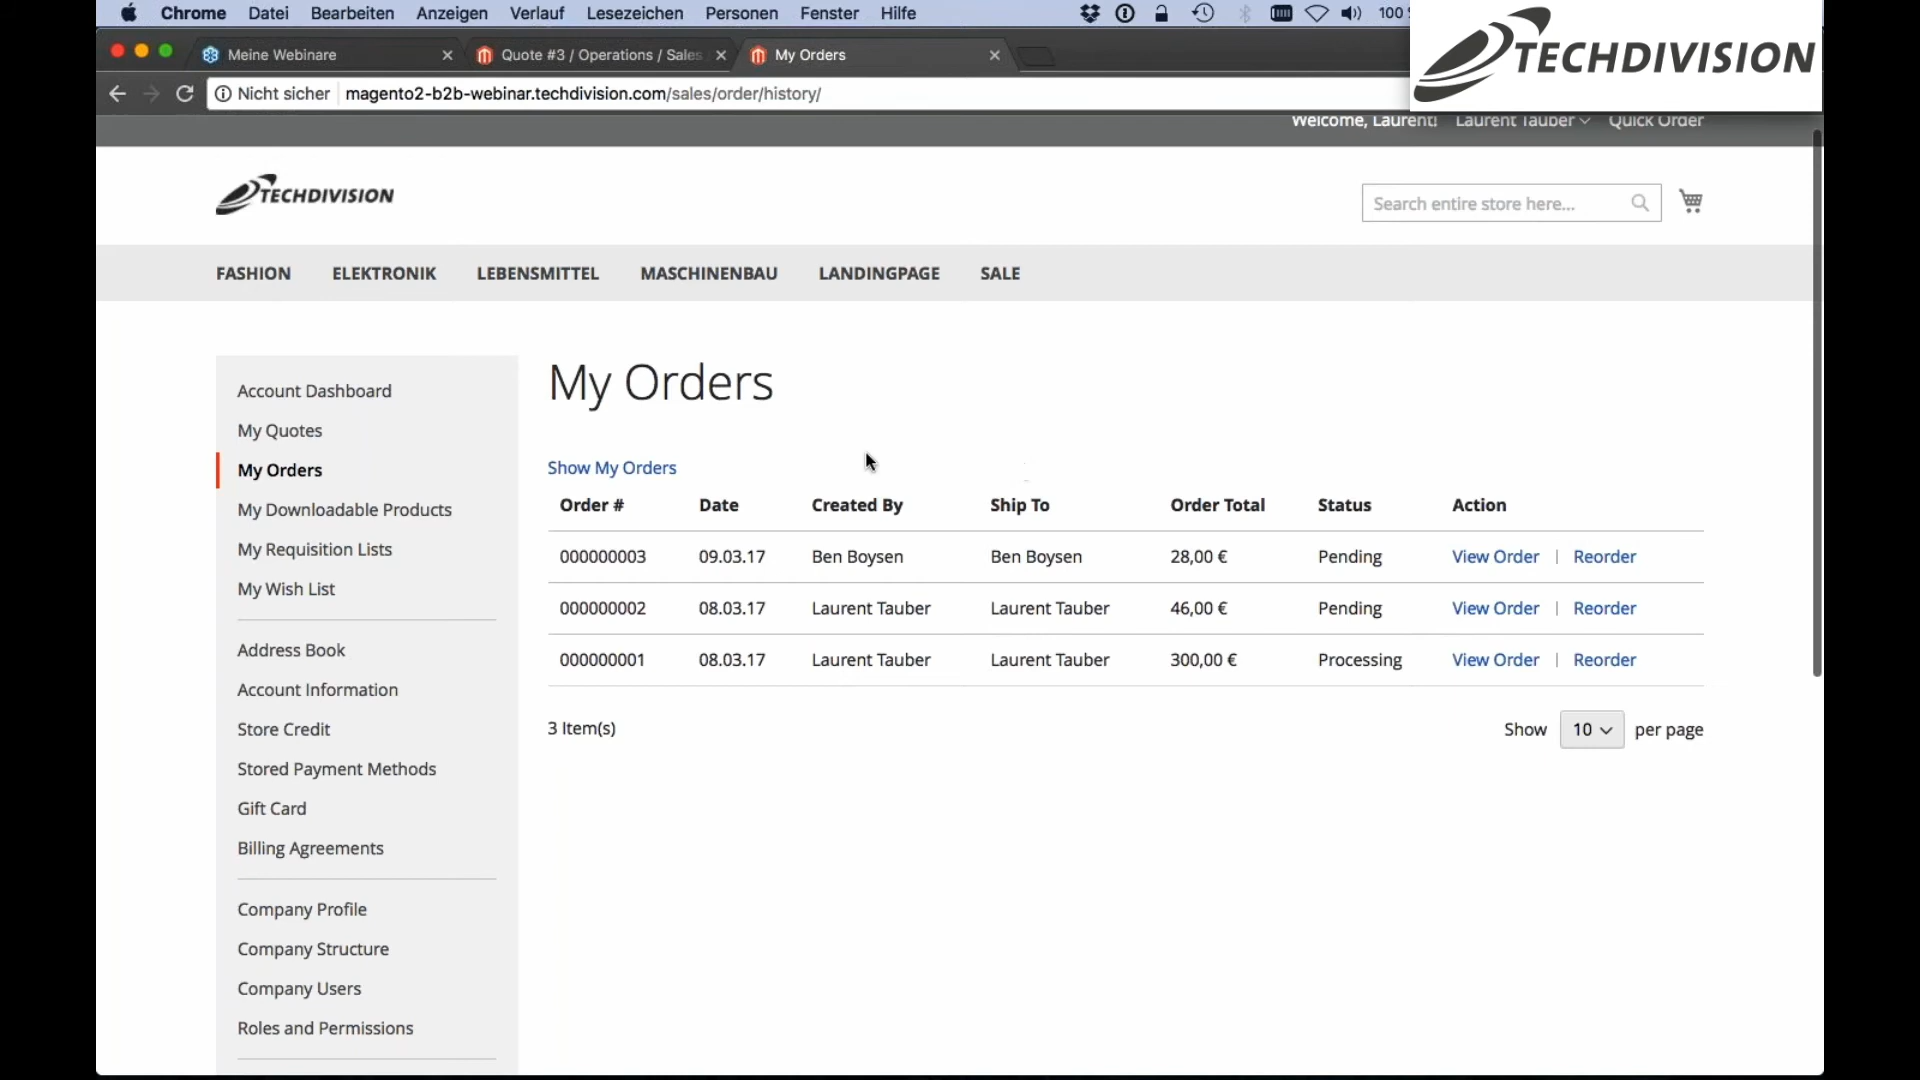 Chrome Datei Bearbeiten Anzeigen Verlauf Lesezeichen Personen Fenster Hilfe 100
TECHDIVISION
Meine Webinare
Quote #3 / Operations / Sales
My Orders
Nicht sicher magento2-b2b-webinar.techdivision.com/sales/order/history/
Welcome, Laurent! Laurent Tauber Quick Order
TECHDIVISION
Search entire store here...
FASHION ELEKTRONIK LEBENSMITTEL MASCHINENBAU LANDINGPAGE SALE
Account Dashboard
My Quotes
My Orders
My Downloadable Products
My Requisition Lists
My Wish List
Address Book
Account Information
Store Credit
Stored Payment Methods
Gift Card
Billing Agreements
Company Profile
Company Structure
Company Users
Roles and Permissions
My Orders
Show My Orders
Order # Date Created By Ship To Order Total Status Action
000000003 09.03.17 Ben Boysen Ben Boysen 28,00 € Pending View Order | Reorder
000000002 08.03.17 Laurent Tauber Laurent Tauber 46,00 € Pending View Order | Reorder
000000001 08.03.17 Laurent Tauber Laurent Tauber 300,00 € Processing View Order | Reorder
3 Item(s)
Show 10 per page